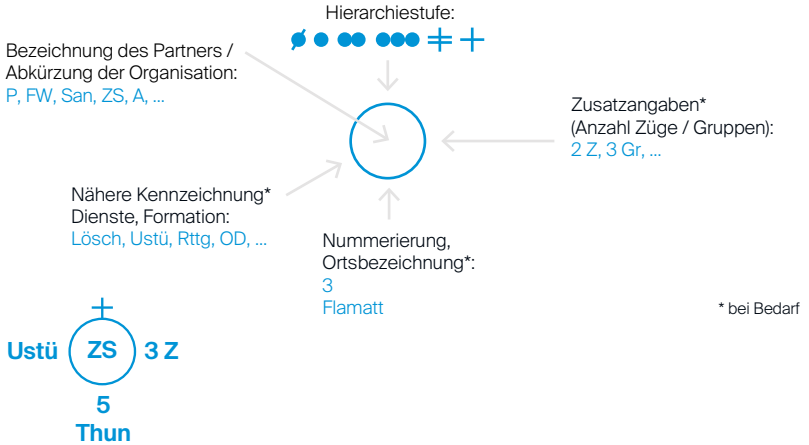 Hierarchiestufe:
Bezeichnung des Partners /
Abkürzung der Organisation:
P, FW, San, ZS, A, ...
Zusatzangaben*
(Anzahl Züge / Gruppen):
2 Z, 3 Gr, ...
Nähere Kennzeichnung*
Dienste, Formation:
Lösch, Ustü, Rttg, OD, ...
Nummerierung,
Ortsbezeichnung*:
3
Flamatt
* bei Bedarf
Ustü ZS 3 Z
5
Thun